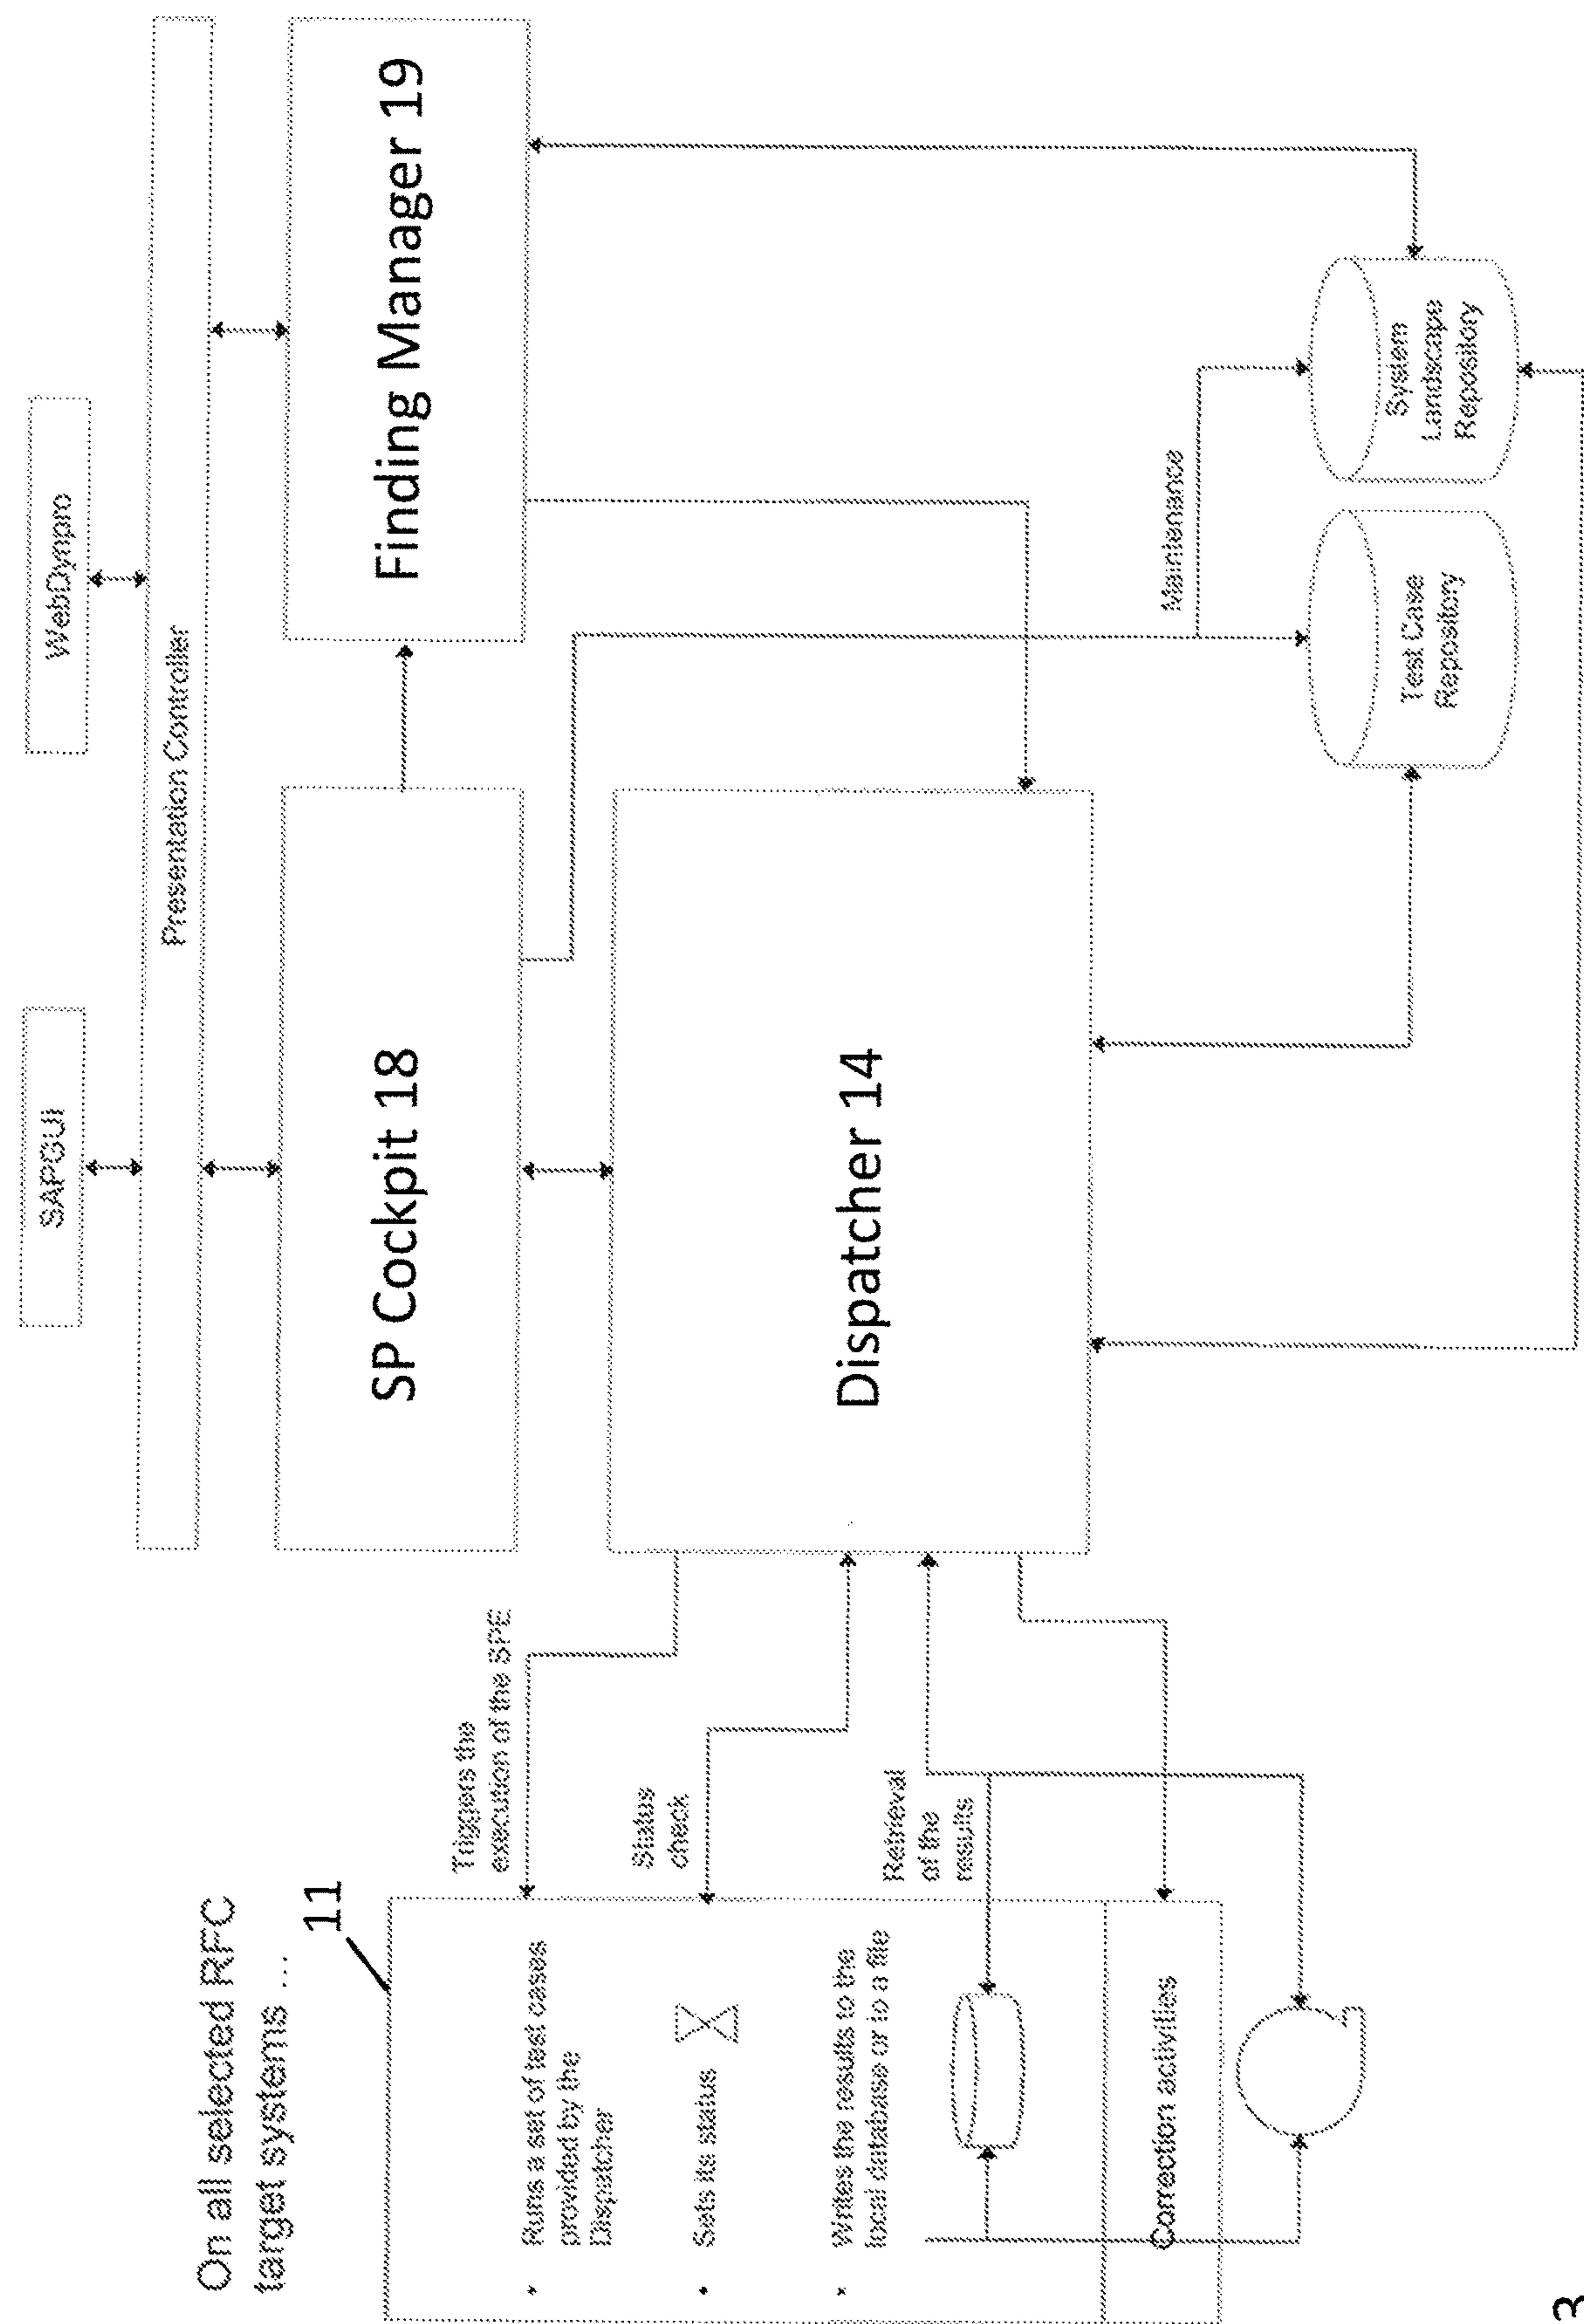 On all selected RFC
target systems ...
11
Runs a set of test cases
provided by the
Dispatcher
Sets its status
Writes the results to the
local database or to a file
Correction activities
Triggers the
execution of the SPE
Status
check
Retrieval
of the
results
SAPGUI
WebDynpro
Presentation Controller
SP Cockpit 18
Finding Manager 19
Dispatcher 14
Maintenance
Test Case
Repository
System
Landscape
Repository
3